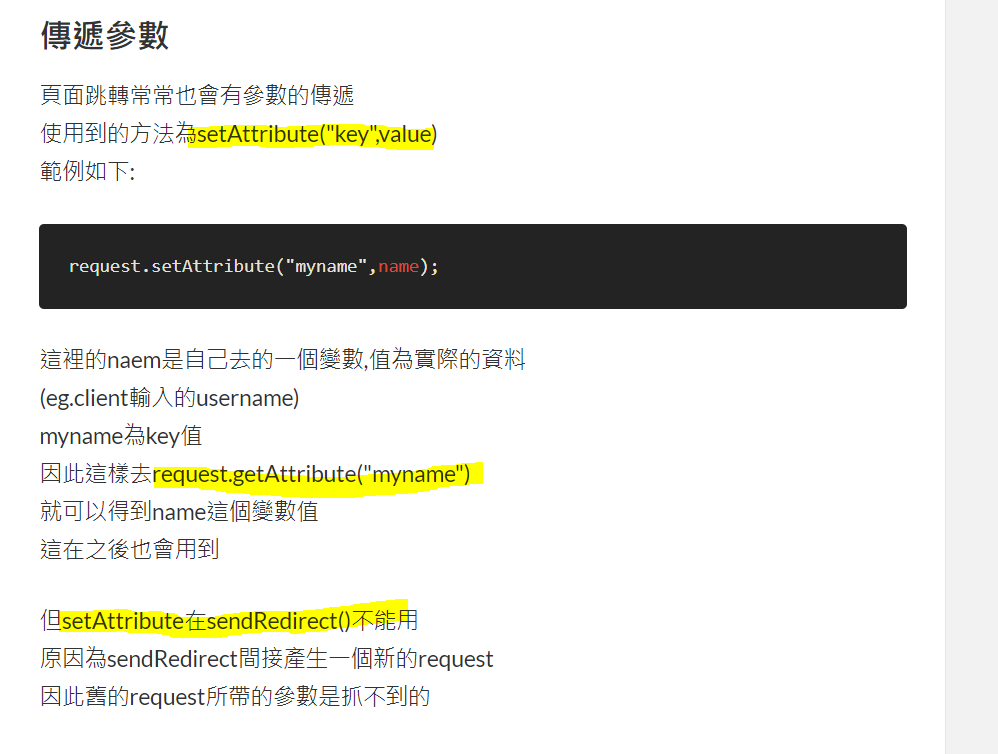 傳遞參數
頁面跳轉常常也會有參數的傳遞
使用到的方法為setAttribute("key",value)
範例如下:
request.setAttribute("myname",name);
這裡的naem是自己去的一個變數,值為實際的資料
(eg.client輸入的username)
myname為key值
因此這樣去request.getAttribute("myname")
就可以得到name這個變數值
這在之後也會用到
但setAttribute在sendRedirect()不能用
原因為sendRedirect間接產生一個新的request
因此舊的request所帶的參數是抓不到的